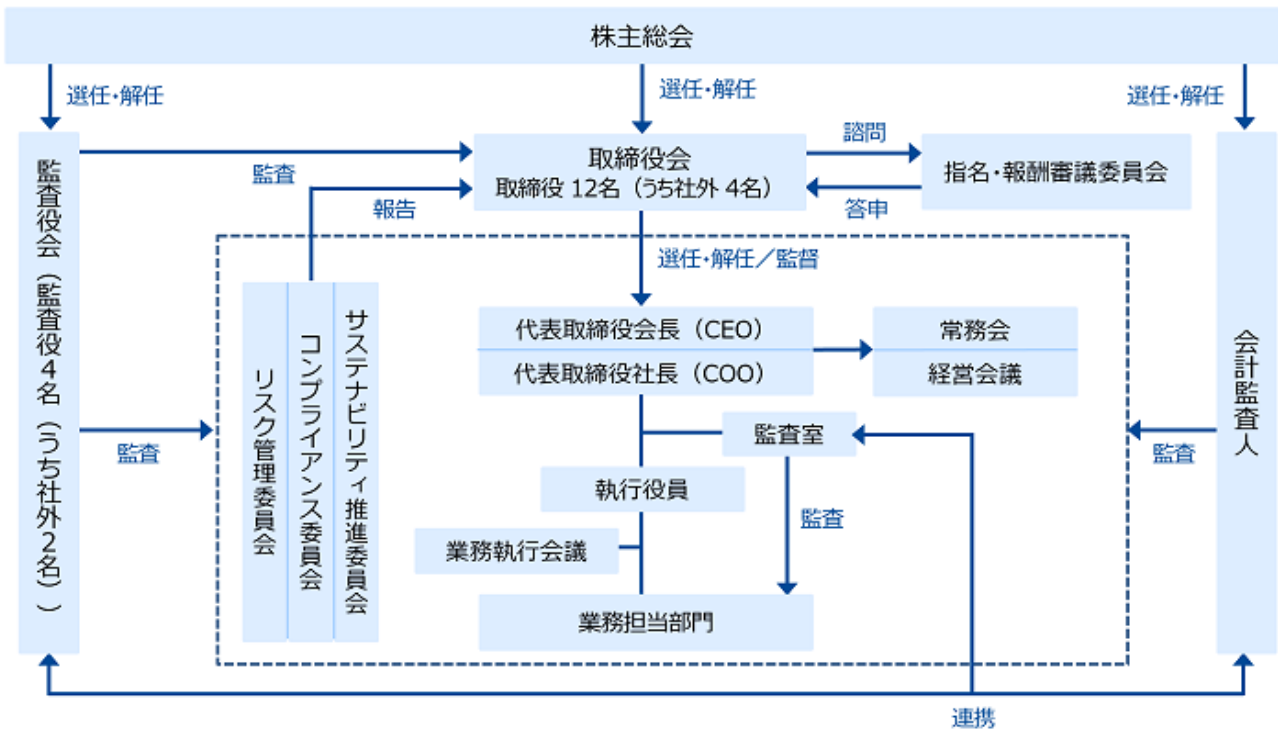 株主総会
選任・解任
選任・解任
選任・解任
監査役会（監査役４名（うち社外２名））
監査
取締役会
取締役 12名（うち社外 4名）
諮問
答申
指名・報酬審議委員会
報告
選任・解任／監督
リスク管理委員会
コンプライアンス委員会
サステナビリティ推進委員会
代表取締役会長（CEO）
代表取締役社長（COO）
常務会
経営会議
監査
監査室
監査
会計監査人
執行役員
監査
業務執行会議
業務担当部門
連携